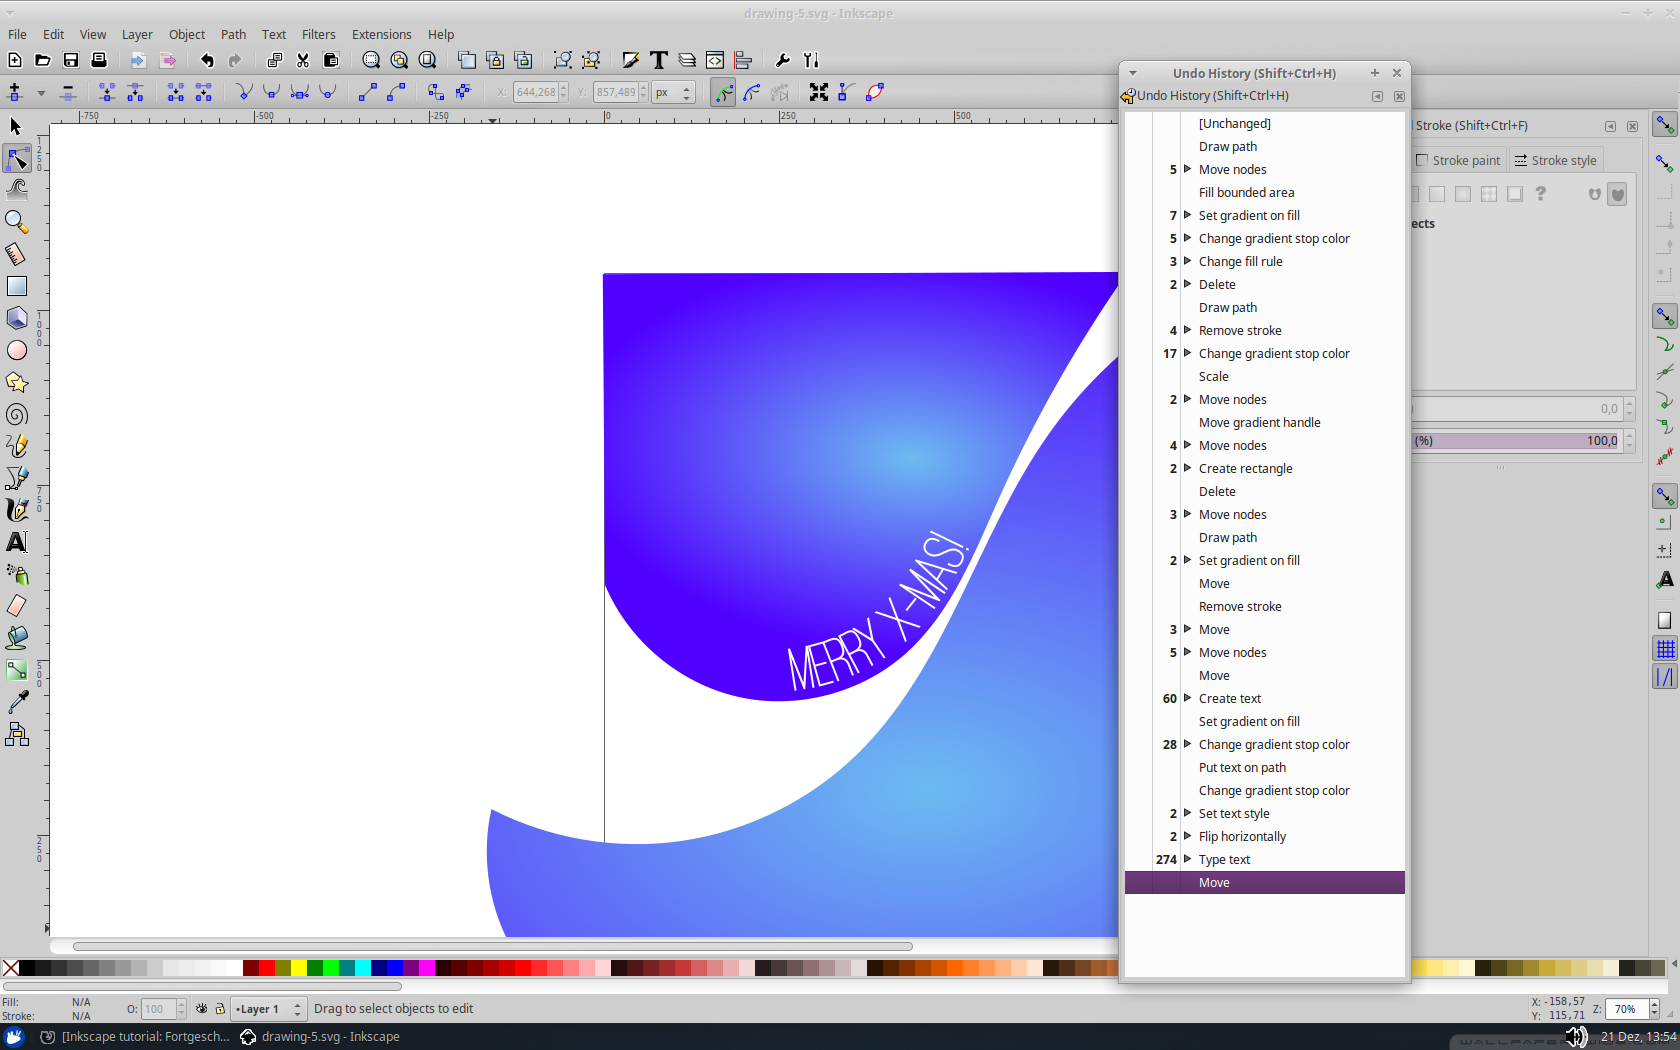 drawing-5.svg - Inkscape
File Edit View Layer Object Path Text Filters Extensions Help
X: 644,268 Y: 857,489 px
-750 -500 -250 0 250 500
1250
1000
750
500
250
MERRY X-MAS!
Undo History (Shift+Ctrl+H)
Undo History (Shift+Ctrl+H)
[Unchanged]
Draw path
5 Move nodes
Fill bounded area
7 Set gradient on fill
5 Change gradient stop color
3 Change fill rule
2 Delete
Draw path
4 Remove stroke
17 Change gradient stop color
Scale
2 Move nodes
Move gradient handle
4 Move nodes
2 Create rectangle
Delete
3 Move nodes
Draw path
2 Set gradient on fill
Move
Remove stroke
3 Move
5 Move nodes
Move
60 Create text
Set gradient on fill
28 Change gradient stop color
Put text on path
Change gradient stop color
2 Set text style
2 Flip horizontally
274 Type text
Move
Stroke (Shift+Ctrl+F)
Stroke paint Stroke style
?
ects
) 0,0
(%) 100,0
Fill: N/A
Stroke: N/A
O: 100
•Layer 1
Drag to select objects to edit
X: -158,57
Y: 115,71
Z: 70%
[Inkscape tutorial: Fortgesch... drawing-5.svg - Inkscape
21 Dez, 13:54